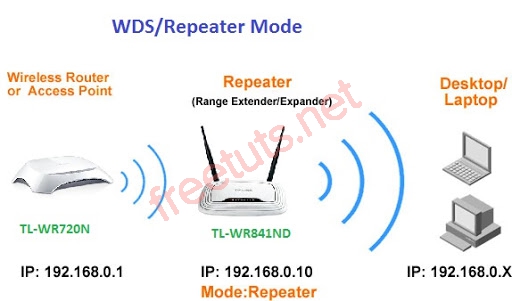 WDS/Repeater Mode
Wireless Router
or Access Point
Repeater
(Range Extender/Expander)
Desktop/
Laptop
freetuts.net
TL-WR720N
TL-WR841ND
IP: 192.168.0.1
IP: 192.168.0.10
IP: 192.168.0.X
Mode:Repeater